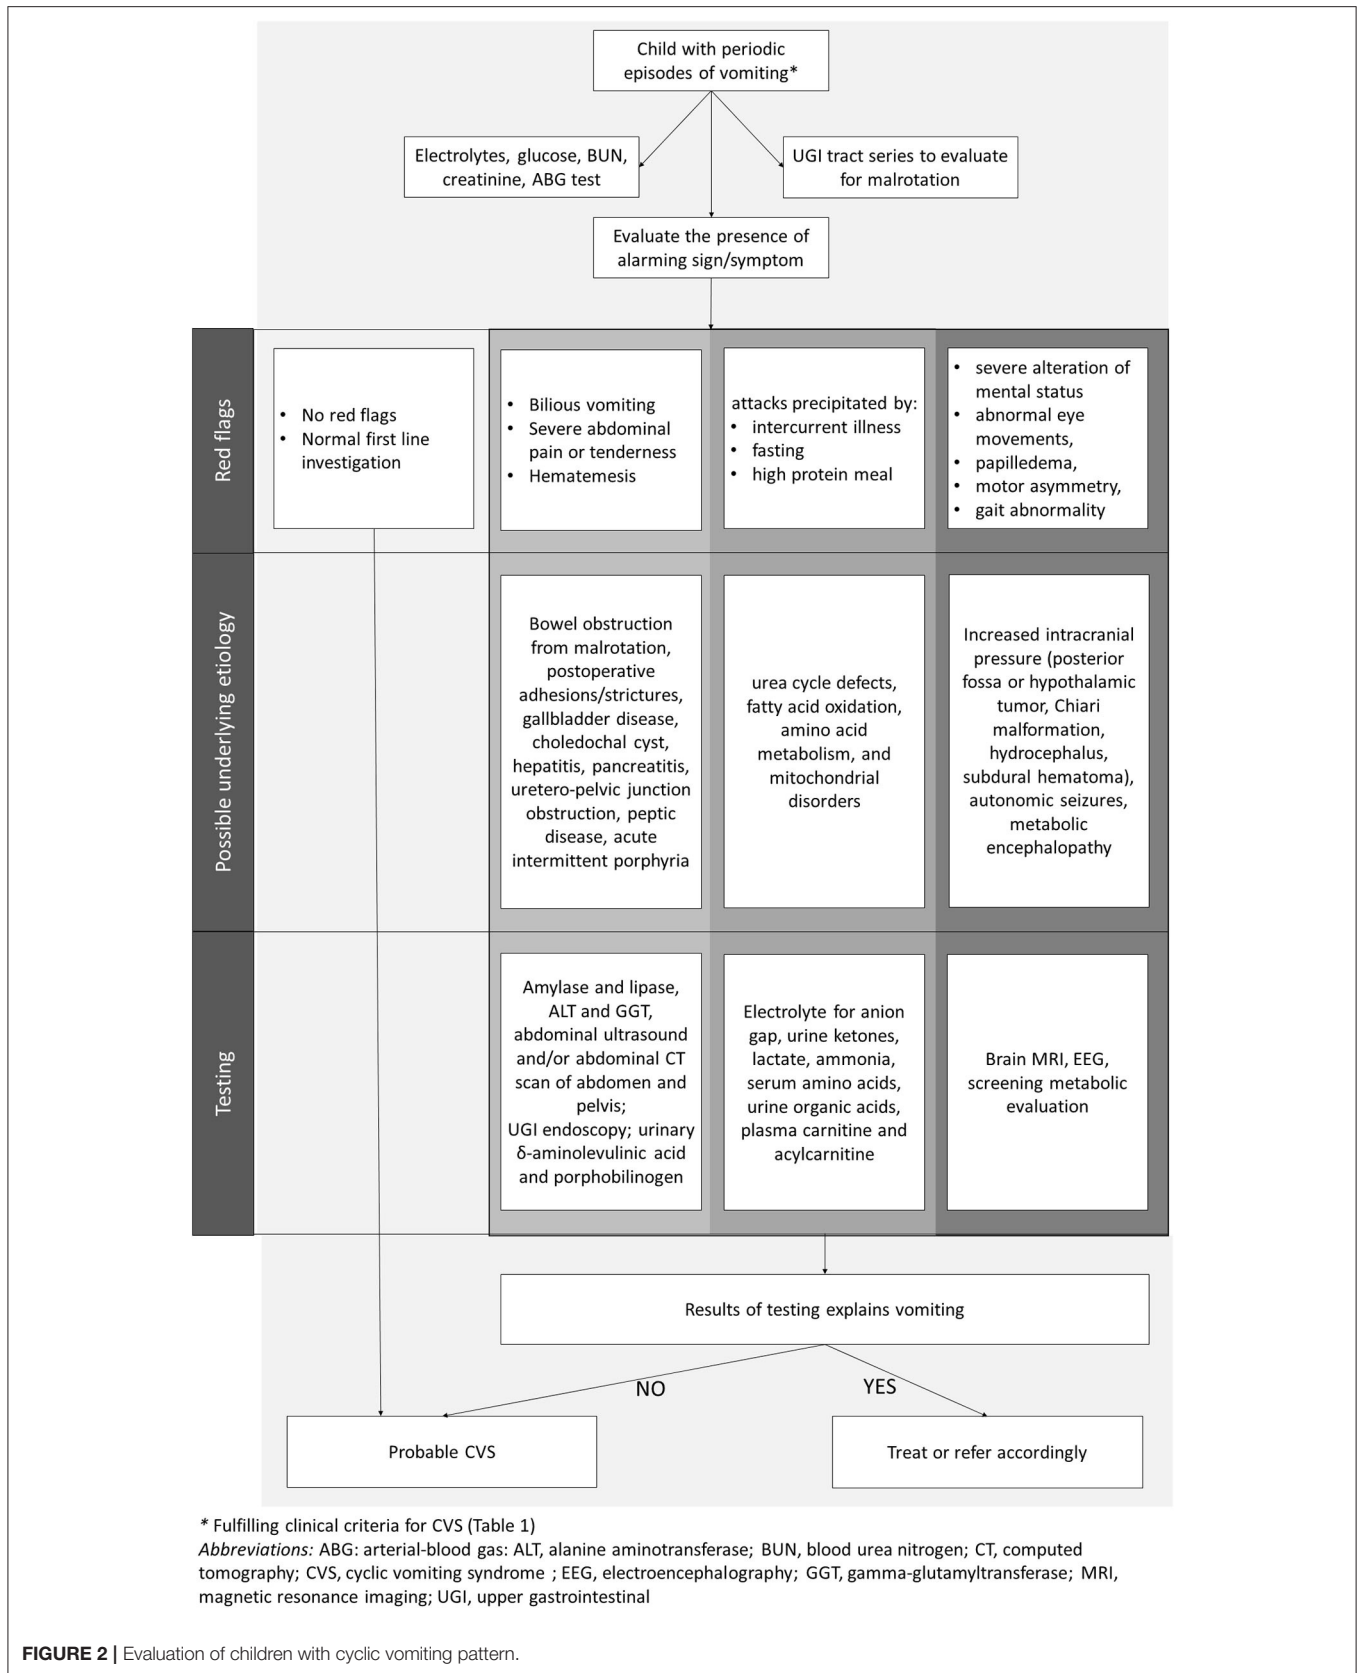 Child with periodic
episodes of vomiting*
Electrolytes, glucose, BUN,
creatinine, ABG test
UGI tract series to evaluate
for malrotation
Evaluate the presence of
alarming sign/symptom
Red flags
• No red flags
• Normal first line
investigation
• Bilious vomiting
• Severe abdominal
pain or tenderness
• Hematemesis
attacks precipitated by:
• intercurrent illness
• fasting
• high protein meal
• severe alteration of
mental status
• abnormal eye
movements,
• papilledema,
• motor asymmetry,
• gait abnormality
Possible underlying etiology
Bowel obstruction
from malrotation,
postoperative
adhesions/strictures,
gallbladder disease,
choledochal cyst,
hepatitis, pancreatitis,
uretero-pelvic junction
obstruction, peptic
disease, acute
intermittent porphyria
urea cycle defects,
fatty acid oxidation,
amino acid
metabolism, and
mitochondrial
disorders
Increased intracranial
pressure (posterior
fossa or hypothalamic
tumor, Chiari
malformation,
hydrocephalus,
subdural hematoma),
autonomic seizures,
metabolic
encephalopathy
Testing
Amylase and lipase,
ALT and GGT,
abdominal ultrasound
and/or abdominal CT
scan of abdomen and
pelvis;
UGI endoscopy; urinary
δ-aminolevulinic acid
and porphobilinogen
Electrolyte for anion
gap, urine ketones,
lactate, ammonia,
serum amino acids,
urine organic acids,
plasma carnitine and
acylcarnitine
Brain MRI, EEG,
screening metabolic
evaluation
Results of testing explains vomiting
NO
YES
Probable CVS
Treat or refer accordingly
* Fulfilling clinical criteria for CVS (Table 1)
Abbreviations: ABG: arterial-blood gas: ALT, alanine aminotransferase; BUN, blood urea nitrogen; CT, computed
tomography; CVS, cyclic vomiting syndrome ; EEG, electroencephalography; GGT, gamma-glutamyltransferase; MRI,
magnetic resonance imaging; UGI, upper gastrointestinal
FIGURE 2 | Evaluation of children with cyclic vomiting pattern.